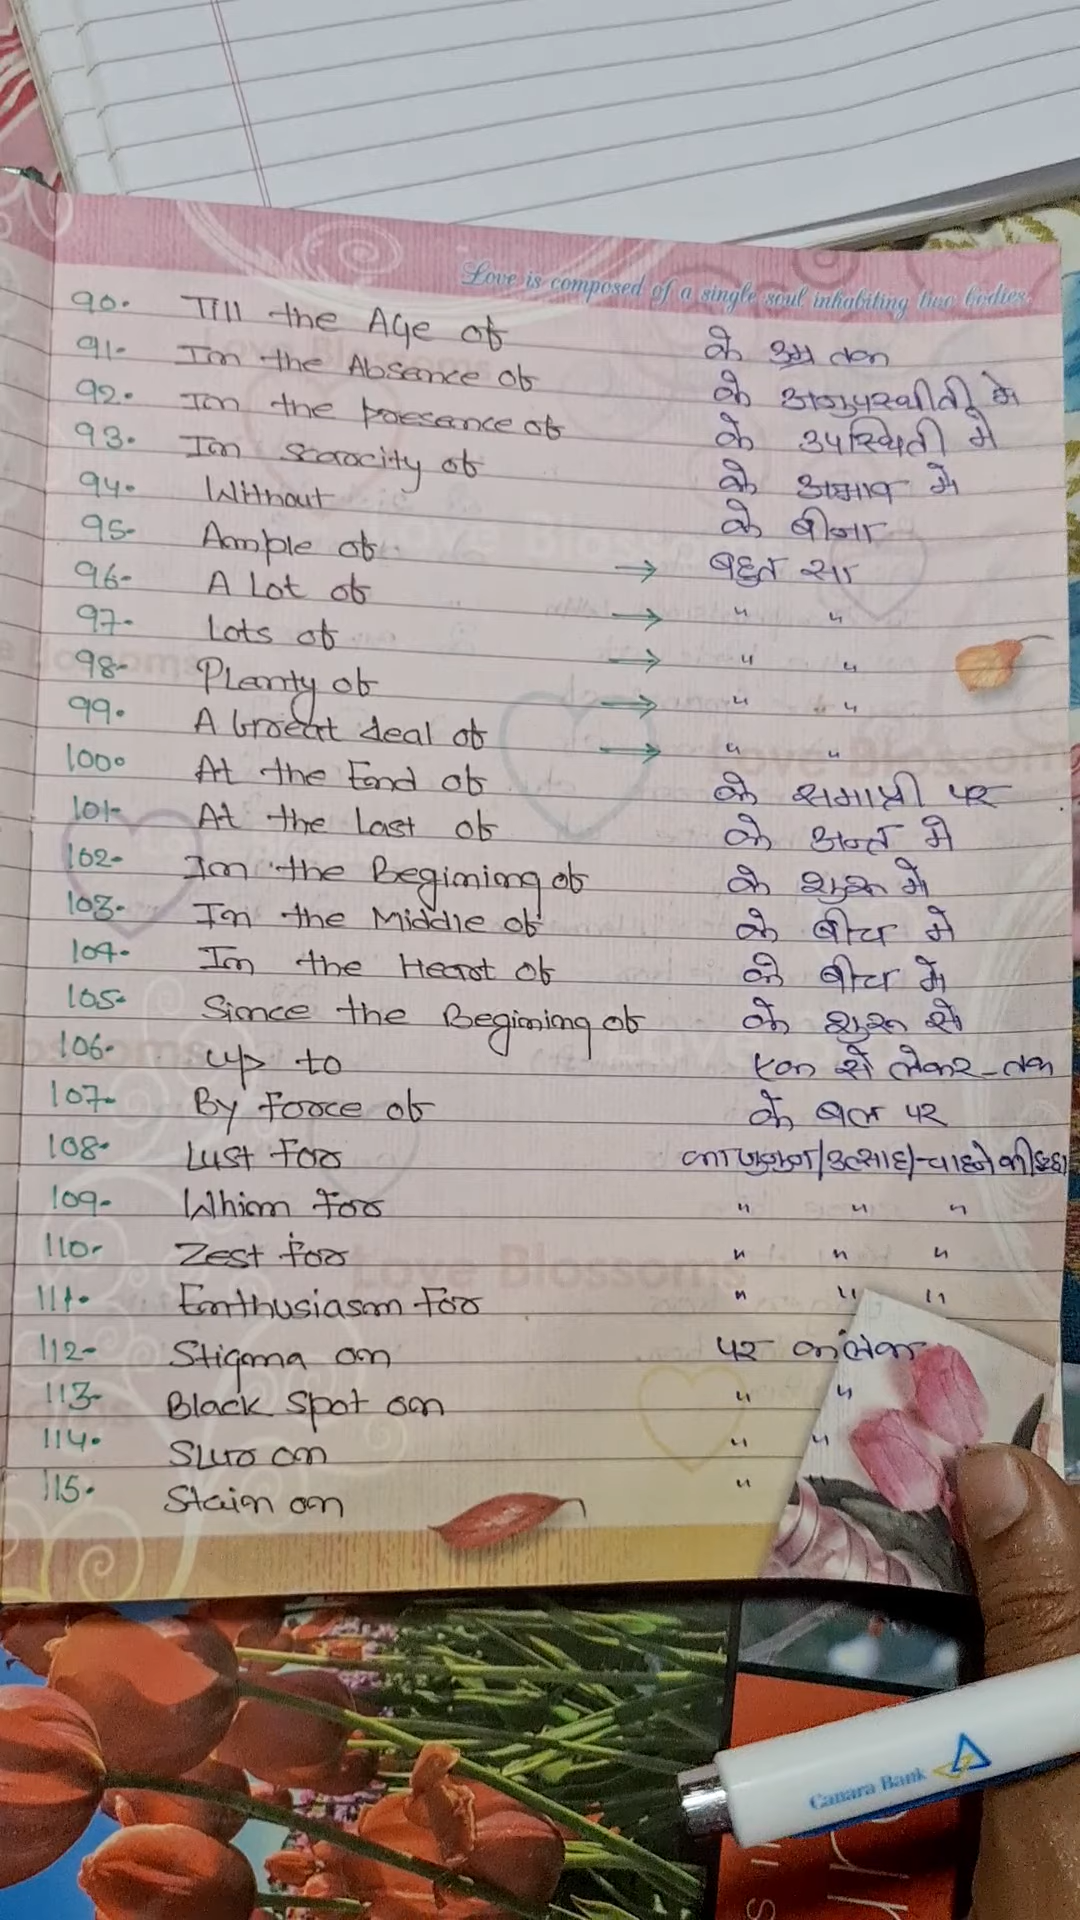 Love is composed of a single soul inhabiting two bodies.
90. Till the Age of के उम्र तक
91. In the Absence of के अनुपस्थीती में
92. In the presence of के उपस्थिती में
93. In scarocity of के अभाव में
94. Without के बीना
95. Ample of → बहुत सा
96. A Lot of → " "
97. Lots of → " "
98. Plenty of → " "
99. A Great deal of → " "
100. At the End of के समाप्ती पर
101. At the Last of के अन्त में
102. In the Begining of के शुरू में
103. In the Middle of के बीच में
104. In the Heart of के बीच में
105. Since the Begining of के शुरू से
106. up to एक से लेकर-तक
107. By force of के बल पर
108. Lust For का जुनून/उत्साह/चाहने की इच्छा
109. Whim For " " "
110. Zest for " " "
111. Enthusiasm For " " "
112. Stigma on पर कलंक
113. Black Spot on " "
114. Slur on " "
115. Stain on " "
Canara Bank